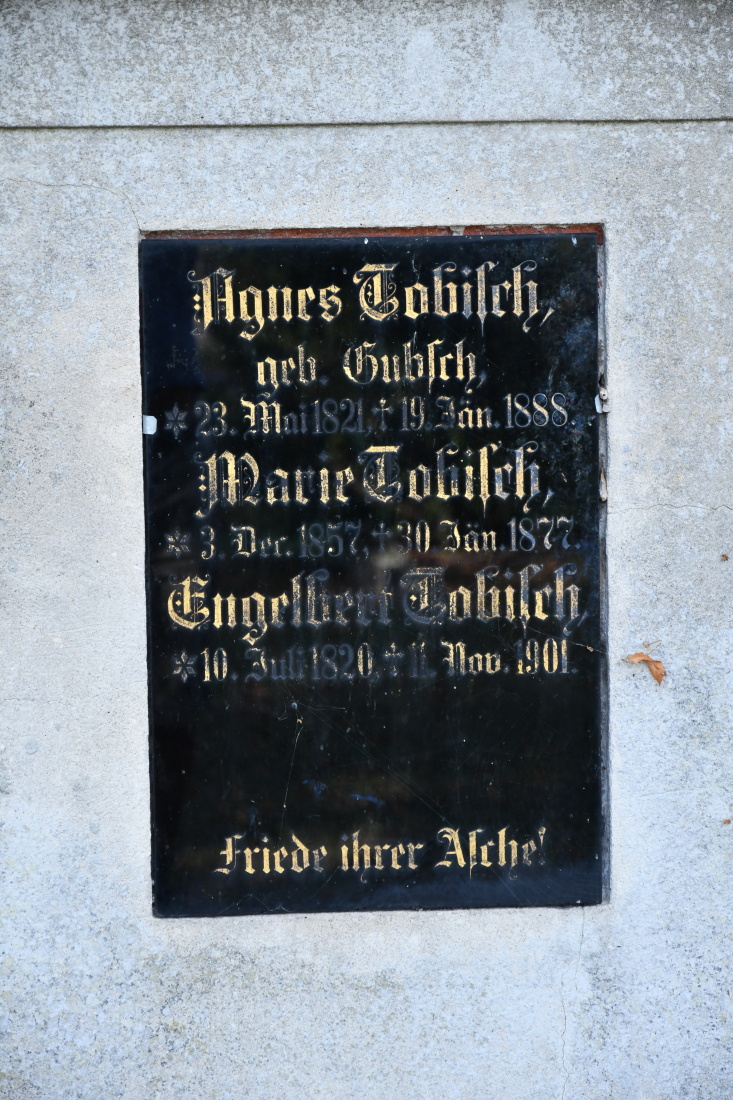 Agnes Tobisch,
geb. Gubsch,
* 23. Mai 1821, † 19. Jän. 1888.
Marie Tobisch,
* 3. Dec. 1857, † 30 Jän. 1877.
Engelbert Tobisch,
* 10. Juli 1820, † 11. Nov. 1901.
Friede ihrer Asche!